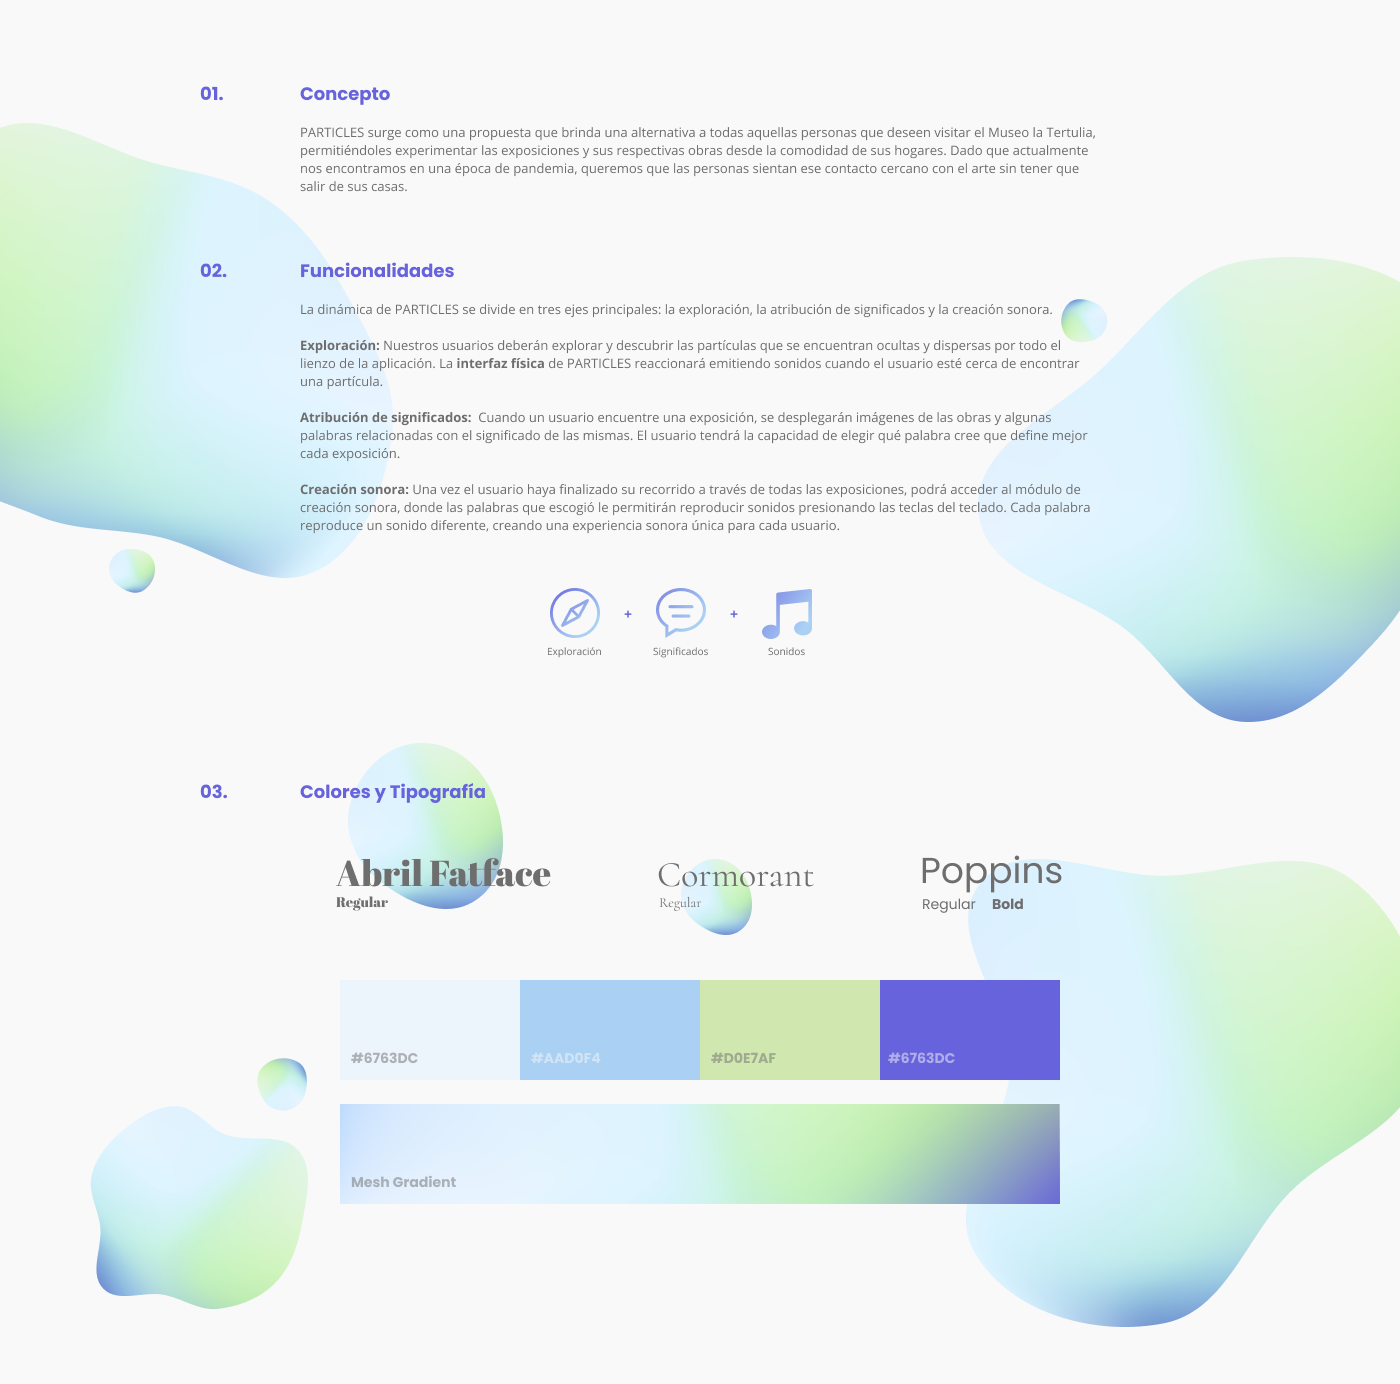 01.
Concepto
PARTICLES surge como una propuesta que brinda una alternativa a todas aquellas personas que deseen visitar el Museo la Tertulia,
permitiéndoles experimentar las exposiciones y sus respectivas obras desde la comodidad de sus hogares. Dado que actualmente
nos encontramos en una época de pandemia, queremos que las personas sientan ese contacto cercano con el arte sin tener que
salir de sus casas.
02.
Funcionalidades
La dinámica de PARTICLES se divide en tres ejes principales: la exploración, la atribución de significados y la creación sonora.
Exploración: Nuestros usuarios deberán explorar y descubrir las partículas que se encuentran ocultas y dispersas por todo el
lienzo de la aplicación. La interfaz física de PARTICLES reaccionará emitiendo sonidos cuando el usuario esté cerca de encontrar
una partícula.
Atribución de significados: Cuando un usuario encuentre una exposición, se desplegarán imágenes de las obras y algunas
palabras relacionadas con el significado de las mismas. El usuario tendrá la capacidad de elegir qué palabra cree que define mejor
cada exposición.
Creación sonora: Una vez el usuario haya finalizado su recorrido a través de todas las exposiciones, podrá acceder al módulo de
creación sonora, donde las palabras que escogió le permitirán reproducir sonidos presionando las teclas del teclado. Cada palabra
reproduce un sonido diferente, creando una experiencia sonora única para cada usuario.
+ +
Exploración Significados Sonidos
03.
Colores y Tipografía
Abril Fatface
Regular
Cormorant
Regular
Poppins
Regular Bold
#6763DC
#AAD0F4
#D0E7AF
#6763DC
Mesh Gradient